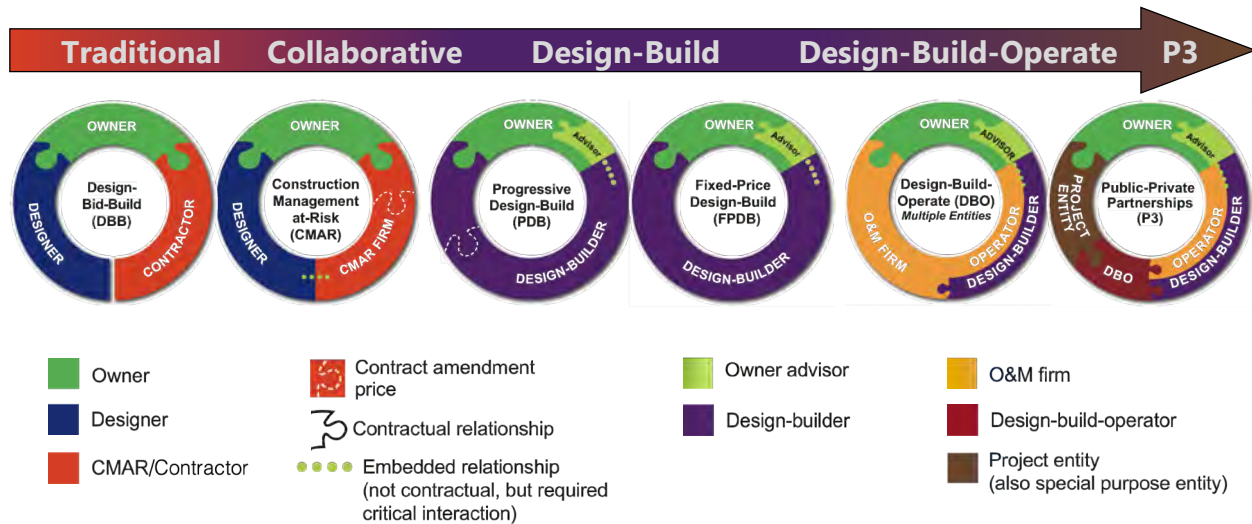 Traditional Collaborative Design-Build Design-Build-Operate P3
OWNER
DESIGNER
CONTRACTOR
Design-
Bid-Build
(DBB)
OWNER
DESIGNER
CMAR FIRM
Construction
Management
at-Risk
(CMAR)
OWNER
Advisor
DESIGN-BUILDER
Progressive
Design-Build
(PDB)
OWNER
Advisor
DESIGN-BUILDER
Fixed-Price
Design-Build
(FPDB)
OWNER
ADVISOR
O&M FIRM
OPERATOR
DESIGN-BUILDER
Design-Build-
Operate (DBO)
Multiple Entities
OWNER
Advisor
PROJECT
ENTITY
DBO
OPERATOR
DESIGN-BUILDER
Public-Private
Partnerships
(P3)
Owner
Designer
CMAR/Contractor
Contract amendment
price
Contractual relationship
Embedded relationship
(not contractual, but required
critical interaction)
Owner advisor
Design-builder
O&M firm
Design-build-operator
Project entity
(also special purpose entity)